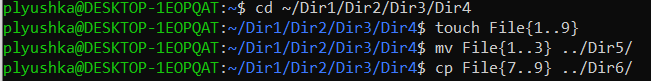 plyushka@DESKTOP-1EOPQAT:~$ cd ~/Dir1/Dir2/Dir3/Dir4
plyushka@DESKTOP-1EOPQAT:~/Dir1/Dir2/Dir3/Dir4$ touch File{1..9}
plyushka@DESKTOP-1EOPQAT:~/Dir1/Dir2/Dir3/Dir4$ mv File{1..3} ../Dir5/
plyushka@DESKTOP-1EOPQAT:~/Dir1/Dir2/Dir3/Dir4$ cp File{7..9} ../Dir6/